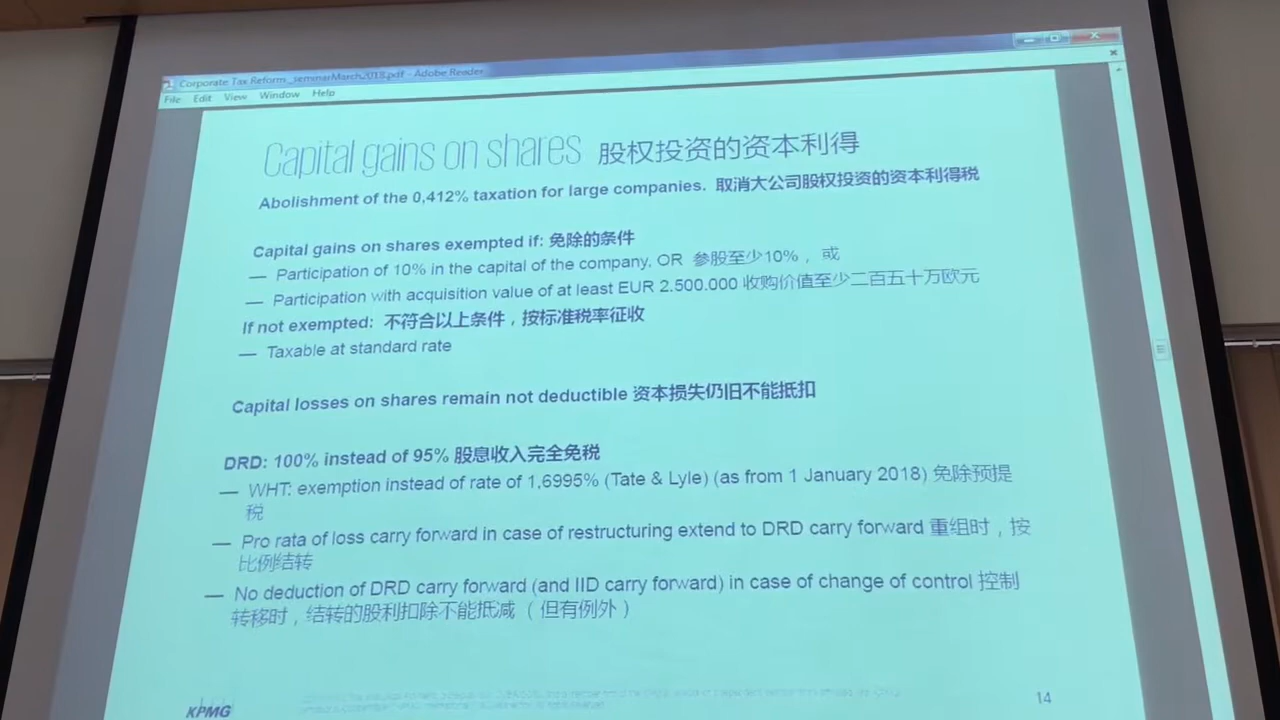 Corporate Tax Reform_seminarMarch2018.pdf - Adobe Reader
File Edit View Window Help
Capital gains on shares 股权投资的资本利得
Abolishment of the 0,412% taxation for large companies. 取消大公司股权投资的资本利得税
Capital gains on shares exempted if: 免除的条件
— Participation of 10% in the capital of the company, OR 参股至少10%，或
— Participation with acquisition value of at least EUR 2.500.000 收购价值至少二百五十万欧元
If not exempted: 不符合以上条件，按标准税率征收
— Taxable at standard rate
Capital losses on shares remain not deductible 资本损失仍旧不能抵扣
DRD: 100% instead of 95% 股息收入完全免税
— WHT: exemption instead of rate of 1,6995% (Tate & Lyle) (as from 1 January 2018) 免除预提
税
— Pro rata of loss carry forward in case of restructuring extend to DRD carry forward 重组时，按
比例结转
— No deduction of DRD carry forward (and IID carry forward) in case of change of control 控制
转移时，结转的股利扣除不能抵减（但有例外）
KPMG
14